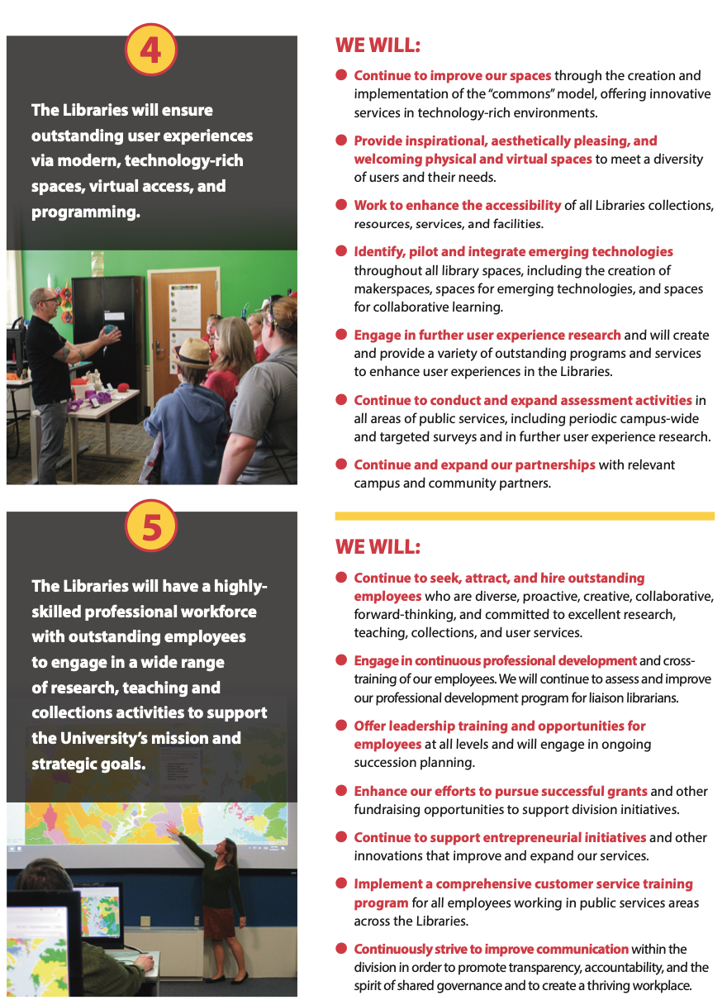 4
The Libraries will ensure
outstanding user experiences
via modern, technology-rich
spaces, virtual access, and
programming.
WE WILL:
● Continue to improve our spaces through the creation and
implementation of the “commons” model, offering innovative
services in technology-rich environments.
● Provide inspirational, aesthetically pleasing, and
welcoming physical and virtual spaces to meet a diversity
of users and their needs.
● Work to enhance the accessibility of all Libraries collections,
resources, services, and facilities.
● Identify, pilot and integrate emerging technologies
throughout all library spaces, including the creation of
makerspaces, spaces for emerging technologies, and spaces
for collaborative learning.
● Engage in further user experience research and will create
and provide a variety of outstanding programs and services
to enhance user experiences in the Libraries.
● Continue to conduct and expand assessment activities in
all areas of public services, including periodic campus-wide
and targeted surveys and in further user experience research.
● Continue and expand our partnerships with relevant
campus and community partners.
5
The Libraries will have a highly-
skilled professional workforce
with outstanding employees
to engage in a wide range
of research, teaching and
collections activities to support
the University’s mission and
strategic goals.
WE WILL:
● Continue to seek, attract, and hire outstanding
employees who are diverse, proactive, creative, collaborative,
forward-thinking, and committed to excellent research,
teaching, collections, and user services.
● Engage in continuous professional development and cross-
training of our employees. We will continue to assess and improve
our professional development program for liaison librarians.
● Offer leadership training and opportunities for
employees at all levels and will engage in ongoing
succession planning.
● Enhance our efforts to pursue successful grants and other
fundraising opportunities to support division initiatives.
● Continue to support entrepreneurial initiatives and other
innovations that improve and expand our services.
● Implement a comprehensive customer service training
program for all employees working in public services areas
across the Libraries.
● Continuously strive to improve communication within the
division in order to promote transparency, accountability, and the
spirit of shared governance and to create a thriving workplace.